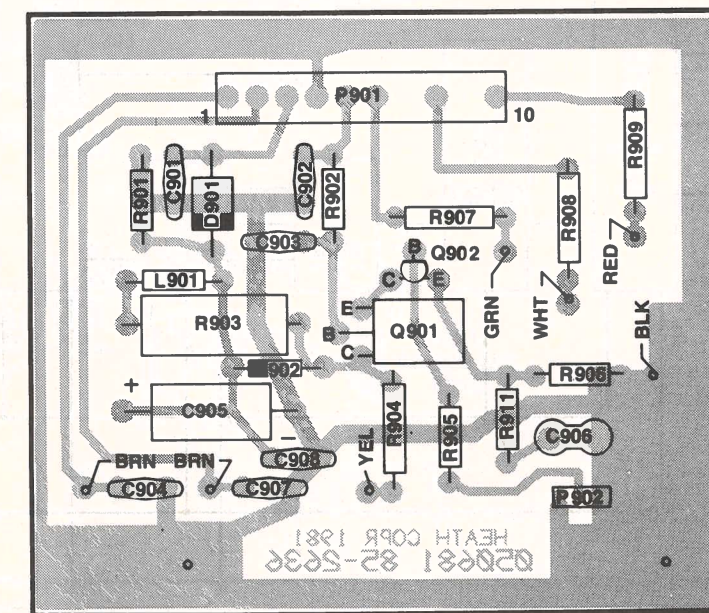 P901
1
10
R901
C901
D901
C902
R902
R909
R907
R908
C903
B
Q902
C
E
RED
L901
GRN
WHT
BLK
R903
E
B
C
Q901
902
R906
+
C905
-
R904
R905
R911
C906
C908
YEL
BRN
BRN
C904
C907
P902
HEATH COPR 1981
050681 85-2636